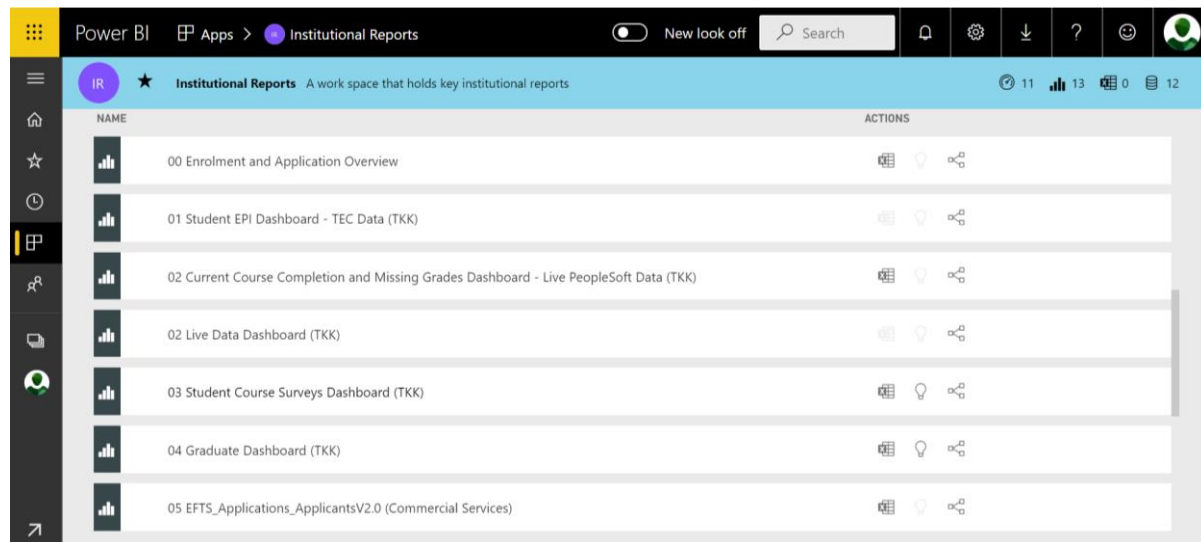 Power BI Apps > IR Institutional Reports New look off Search ?
IR Institutional Reports A work space that holds key institutional reports 11 13 0 12
NAME ACTIONS
00 Enrolment and Application Overview
01 Student EPI Dashboard - TEC Data (TKK)
02 Current Course Completion and Missing Grades Dashboard - Live PeopleSoft Data (TKK)
02 Live Data Dashboard (TKK)
03 Student Course Surveys Dashboard (TKK)
04 Graduate Dashboard (TKK)
05 EFTS_Applications_ApplicantsV2.0 (Commercial Services)